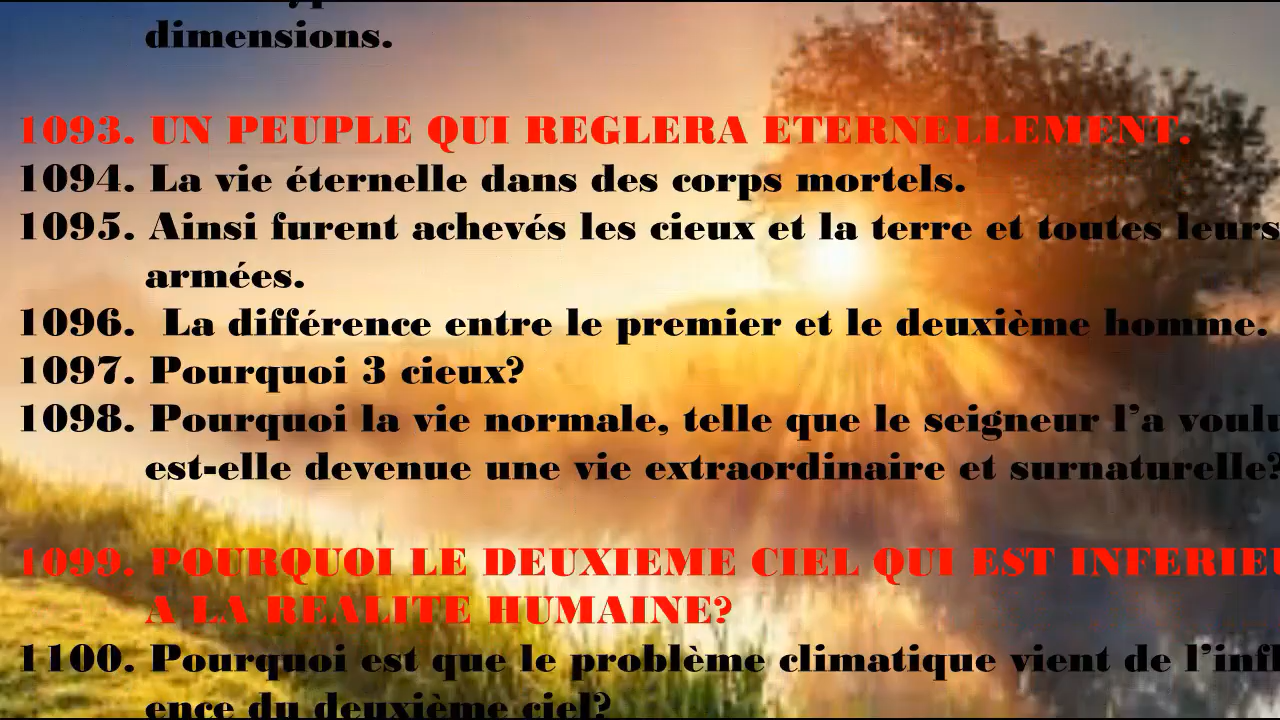 dimensions.
1093. UN PEUPLE QUI REGLERA ETERNELLEMENT.
1094. La vie éternelle dans des corps mortels.
1095. Ainsi furent achevés les cieux et la terre et toutes leurs
armées.
1096. La différence entre le premier et le deuxième homme.
1097. Pourquoi 3 cieux?
1098. Pourquoi la vie normale, telle que le seigneur l’a voulu
est-elle devenue une vie extraordinaire et surnaturelle?
1099. POURQUOI LE DEUXIEME CIEL QUI EST INFERIEU
A LA REALITE HUMAINE?
1100. Pourquoi est que le problème climatique vient de l’infl
ence du deuxième ciel?